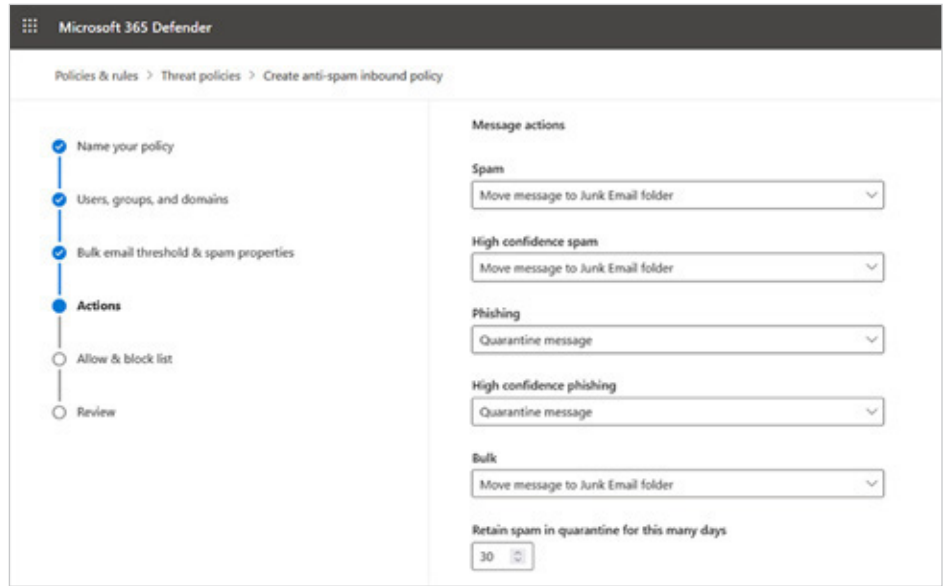 Microsoft 365 Defender
Policies & rules > Threat policies > Create anti-spam inbound policy
Name your policy
Users, groups, and domains
Bulk email threshold & spam properties
Actions
Allow & block list
Review
Message actions
Spam
Move message to Junk Email folder
High confidence spam
Move message to Junk Email folder
Phishing
Quarantine message
High confidence phishing
Quarantine message
Bulk
Move message to Junk Email folder
Retain spam in quarantine for this many days
30